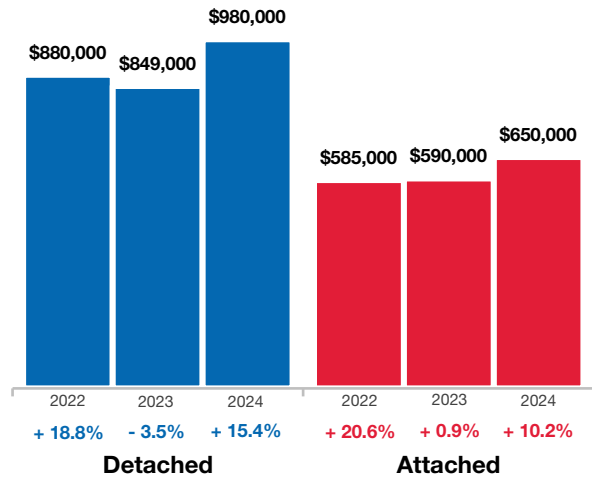 $880,000 $849,000 $980,000
$585,000 $590,000 $650,000
2022 2023 2024 2022 2023 2024
+ 18.8% - 3.5% + 15.4% + 20.6% + 0.9% + 10.2%
Detached Attached